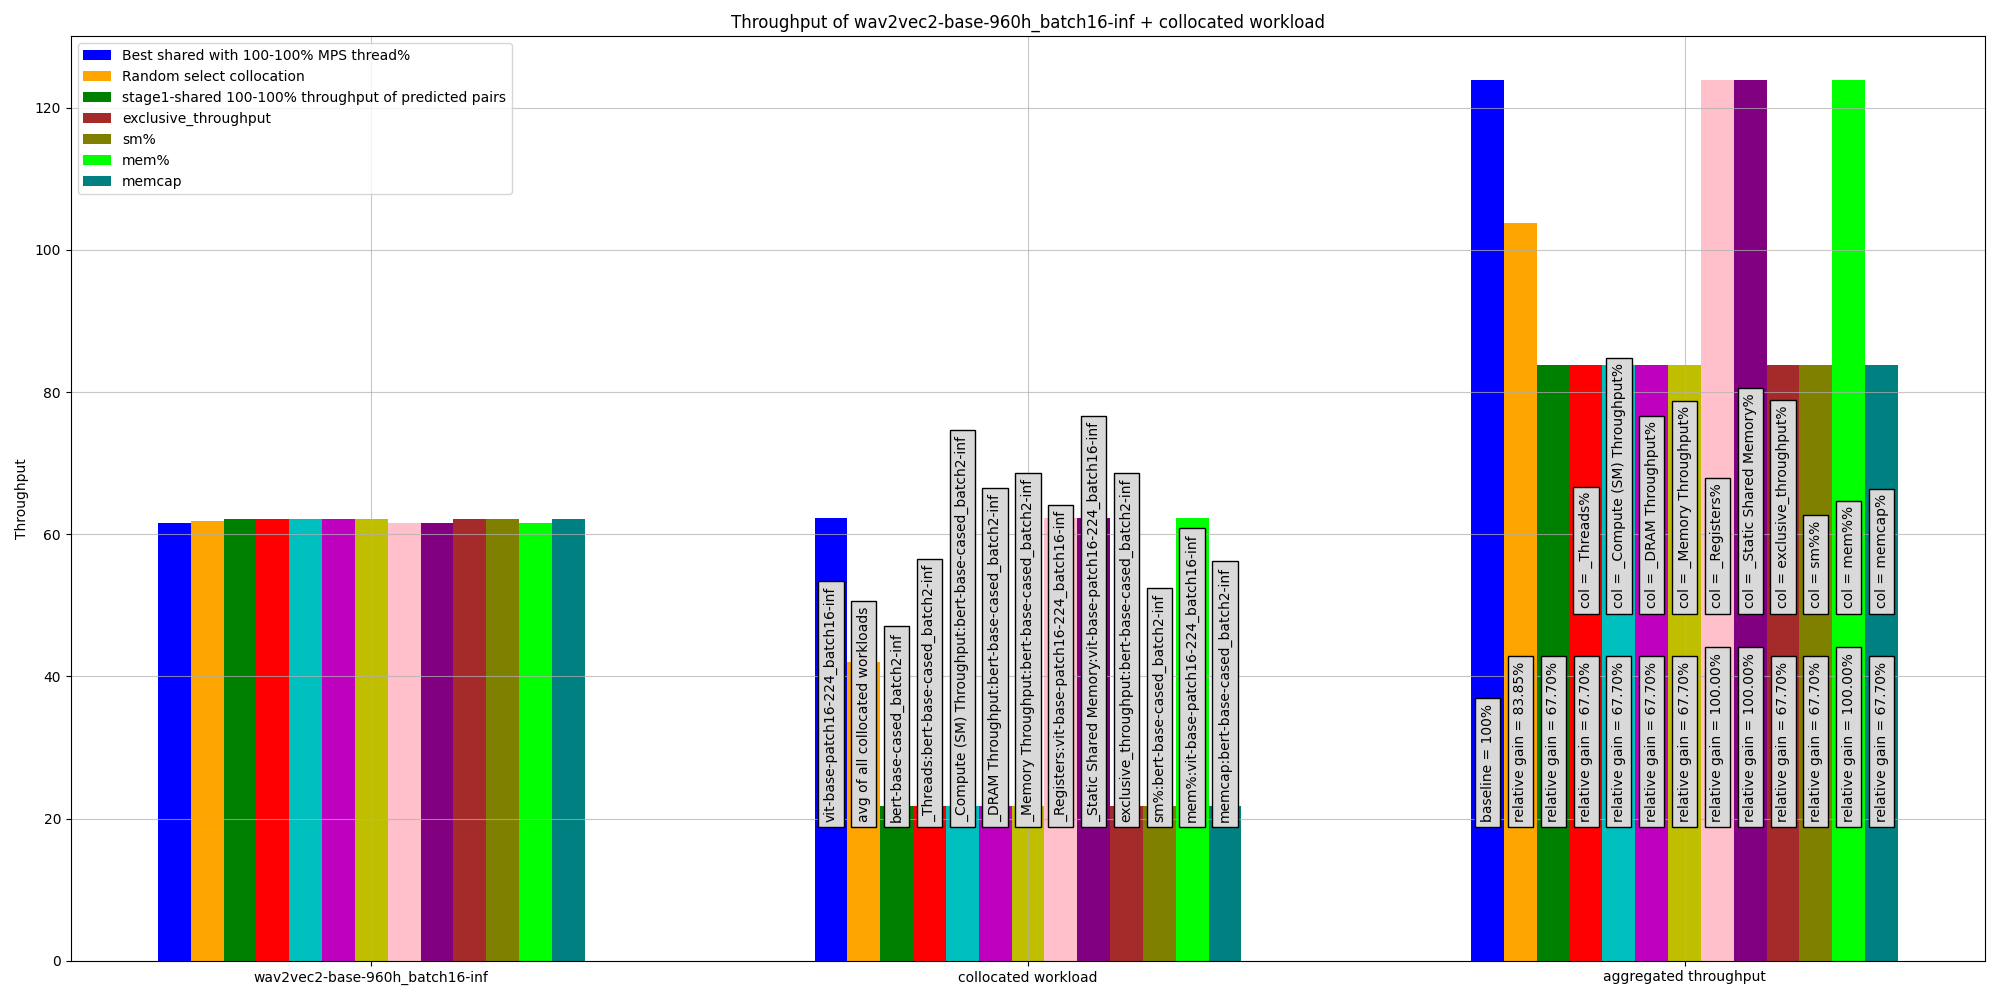 Throughput of wav2vec2-base-960h_batch16-inf + collocated workload
Best shared with 100-100% MPS thread%
Random select collocation
stage1-shared 100-100% throughput of predicted pairs
exclusive_throughput
sm%
mem%
memcap
Throughput
120
100
80
60
40
20
0
vit-base-patch16-224_batch16-inf
avg of all collocated workloads
bert-base-cased_batch2-inf
_Threads:bert-base-cased_batch2-inf
_Compute (SM) Throughput:bert-base-cased_batch2-inf
_DRAM Throughput:bert-base-cased_batch2-inf
_Memory Throughput:bert-base-cased_batch2-inf
_Registers:vit-base-patch16-224_batch16-inf
_Static Shared Memory:vit-base-patch16-224_batch16-inf
exclusive_throughput:bert-base-cased_batch2-inf
sm%:bert-base-cased_batch2-inf
mem%:vit-base-patch16-224_batch16-inf
memcap:bert-base-cased_batch2-inf
col = _Threads%
col = _Compute (SM) Throughput%
col = _DRAM Throughput%
col = _Memory Throughput%
col = _Registers%
col = _Static Shared Memory%
col = exclusive_throughput%
col = sm%%
col = mem%%
col = memcap%
baseline = 100%
relative gain = 83.85%
relative gain = 67.70%
relative gain = 67.70%
relative gain = 67.70%
relative gain = 67.70%
relative gain = 67.70%
relative gain = 100.00%
relative gain = 100.00%
relative gain = 67.70%
relative gain = 67.70%
relative gain = 100.00%
relative gain = 67.70%
wav2vec2-base-960h_batch16-inf
collocated workload
aggregated throughput